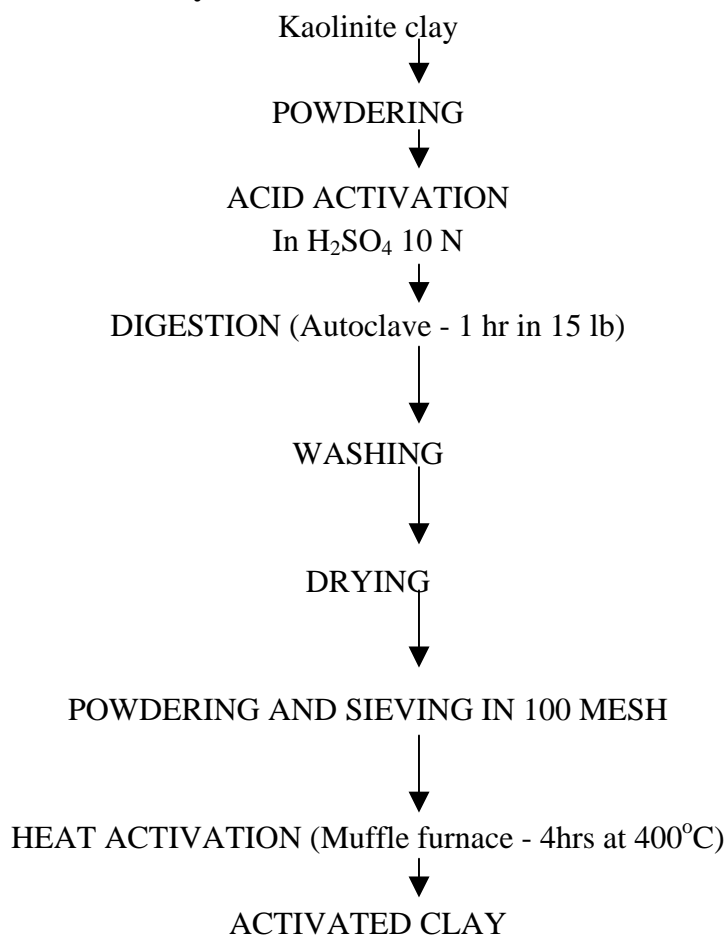 Kaolinite clay
POWDERING
ACID ACTIVATION
In H₂SO₄ 10 N
DIGESTION (Autoclave - 1 hr in 15 lb)
WASHING
DRYING
POWDERING AND SIEVING IN 100 MESH
HEAT ACTIVATION (Muffle furnace - 4hrs at 400°C)
ACTIVATED CLAY